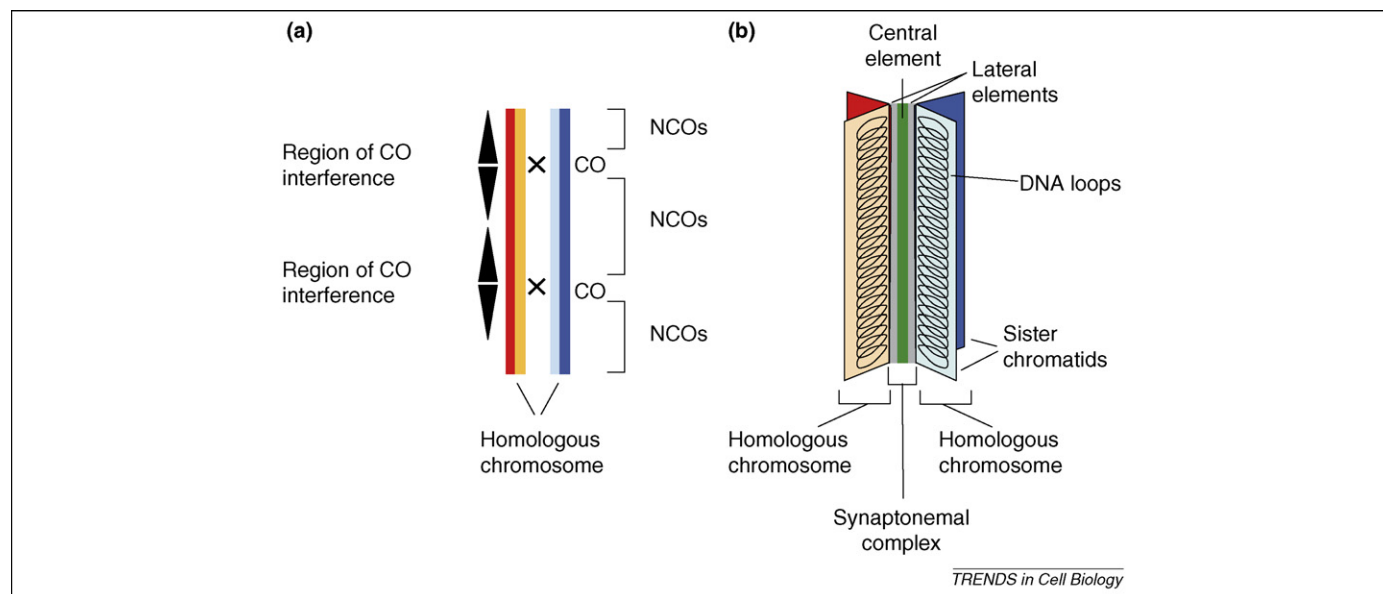 (a)
Region of CO
interference
Region of CO
interference
NCOs
CO
NCOs
CO
NCOs
Homologous
chromosome
(b)
Central
element
Lateral
elements
DNA loops
Sister
chromatids
Homologous
chromosome
Homologous
chromosome
Synaptonemal
complex
TRENDS in Cell Biology